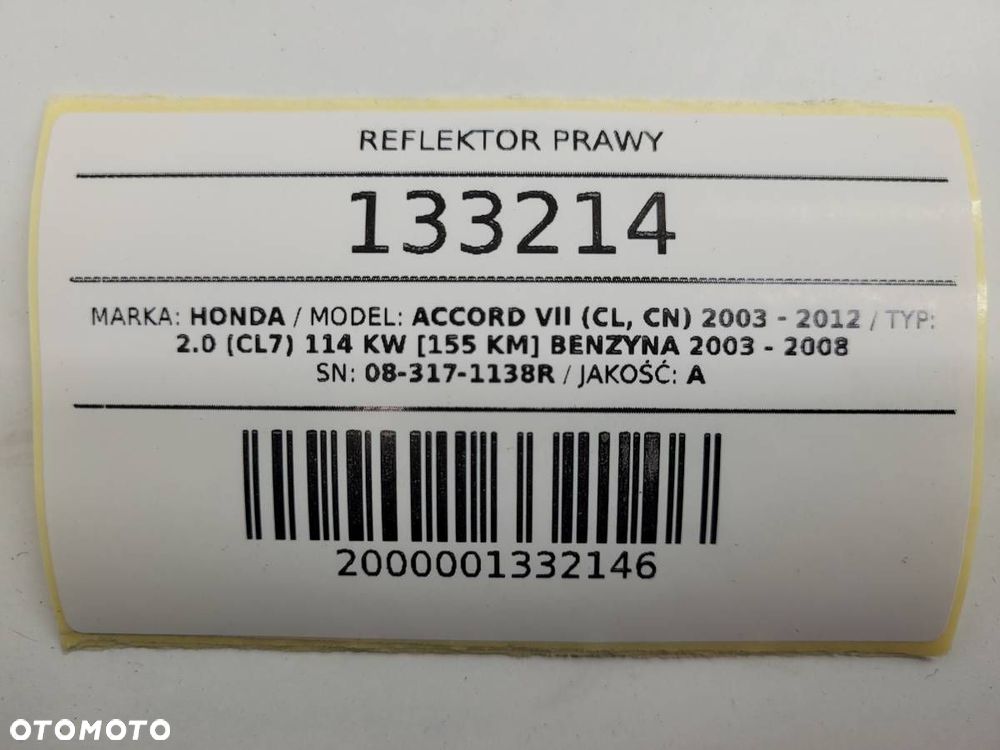 REFLEKTOR PRAWY
133214
MARKA: HONDA / MODEL: ACCORD VII (CL, CN) 2003 - 2012 / TYP:
2.0 (CL7) 114 KW [155 KM] BENZYNA 2003 - 2008
SN: 08-317-1138R / JAKOŚĆ: A
2000001332146
OTOMOTO